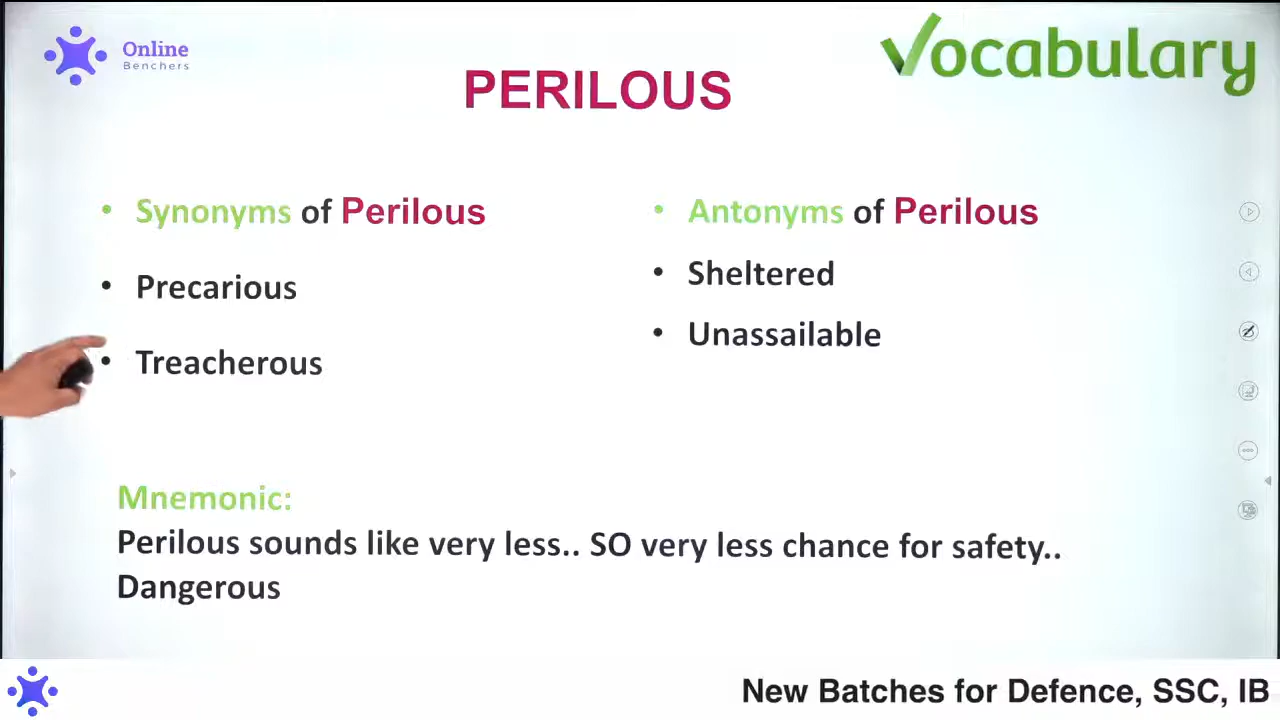 Online
Benchers
Vocabulary
PERILOUS
• Synonyms of Perilous
• Precarious
• Treacherous
• Antonyms of Perilous
• Sheltered
• Unassailable
Mnemonic:
Perilous sounds like very less.. SO very less chance for safety..
Dangerous
New Batches for Defence, SSC, IB